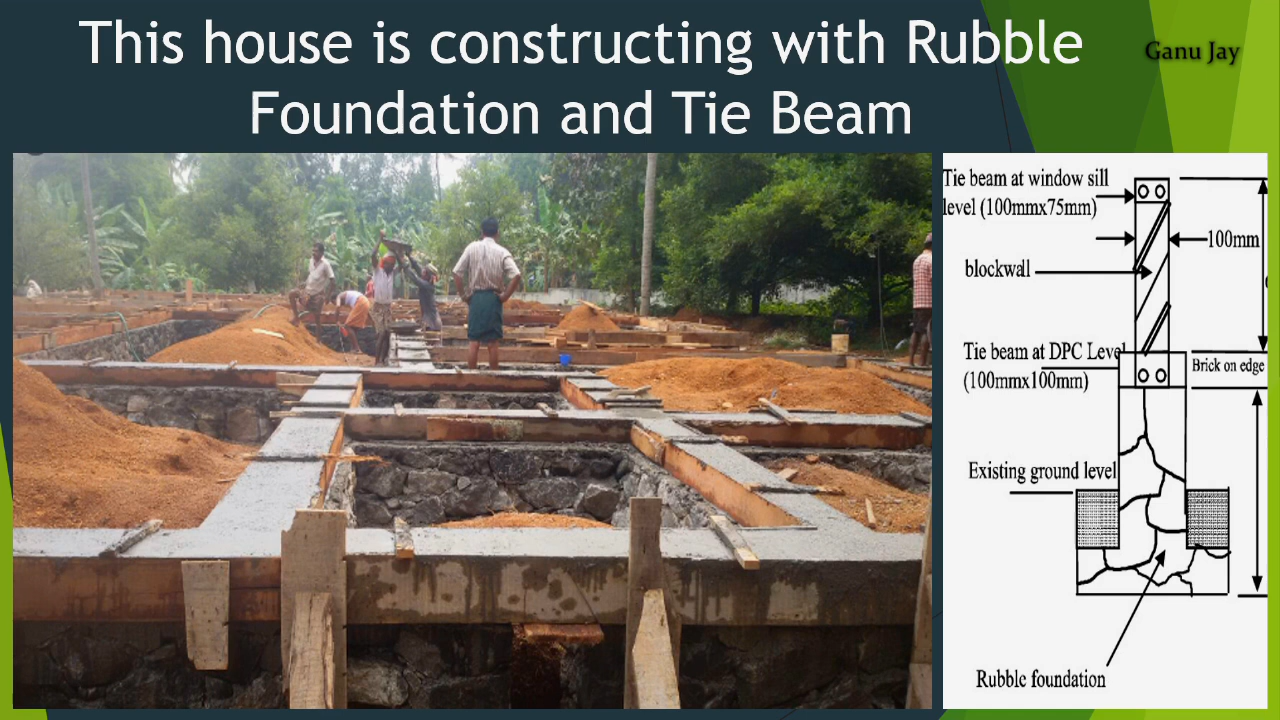 This house is constructing with Rubble
Foundation and Tie Beam
Ganu Jay
Tie beam at window sill
level (100mmx75mm)
100mm
blockwall
Tie beam at DPC Level
(100mmx100mm)
Brick on edge
Existing ground level
Rubble foundation